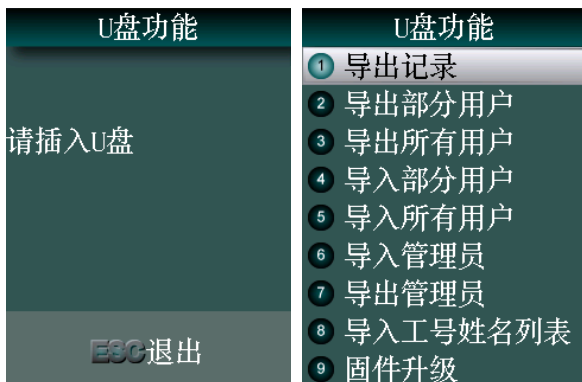 U盘功能
请插入U盘
ESC退出
U盘功能
1 导出记录
2 导出部分用户
3 导出所有用户
4 导入部分用户
5 导入所有用户
6 导入管理员
7 导出管理员
8 导入工号姓名列表
9 固件升级